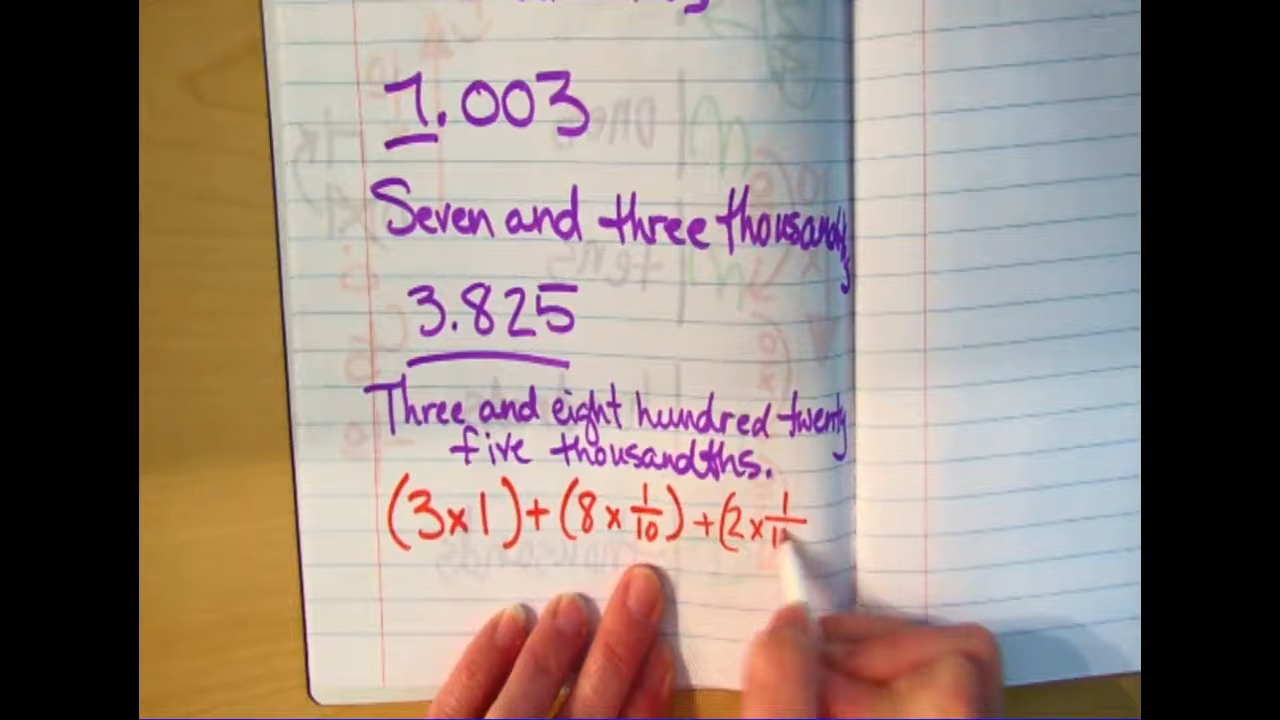 7.003
Seven and three thousandths
3.825
Three and eight hundred twenty
five thousandths.
(3x1)+(8 x 1/10) +(2 x 1/